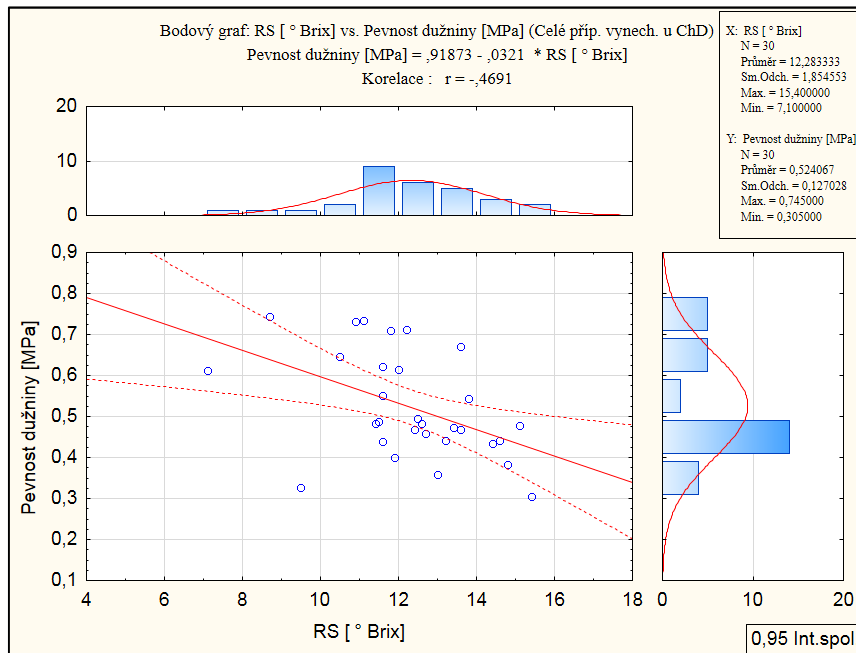 Bodový graf: RS [ ° Brix] vs. Pevnost dužniny [MPa] (Celé příp. vynech. u ChD)
Pevnost dužniny [MPa] = ,91873 - ,0321 * RS [ ° Brix]
Korelace : r = -,4691
X: RS [ ° Brix]
N = 30
Průměr = 12,283333
Sm.Odch. = 1,854553
Max. = 15,400000
Min. = 7,100000
Y: Pevnost dužniny [MPa]
N = 30
Průměr = 0,524067
Sm.Odch. = 0,127028
Max. = 0,745000
Min. = 0,305000
20
10
0
0,9
0,8
0,7
0,6
0,5
0,4
0,3
0,2
0,1
Pevnost dužniny [MPa]
4 6 8 10 12 14 16 18
RS [ ° Brix]
0 10 20
0,95 Int.spol